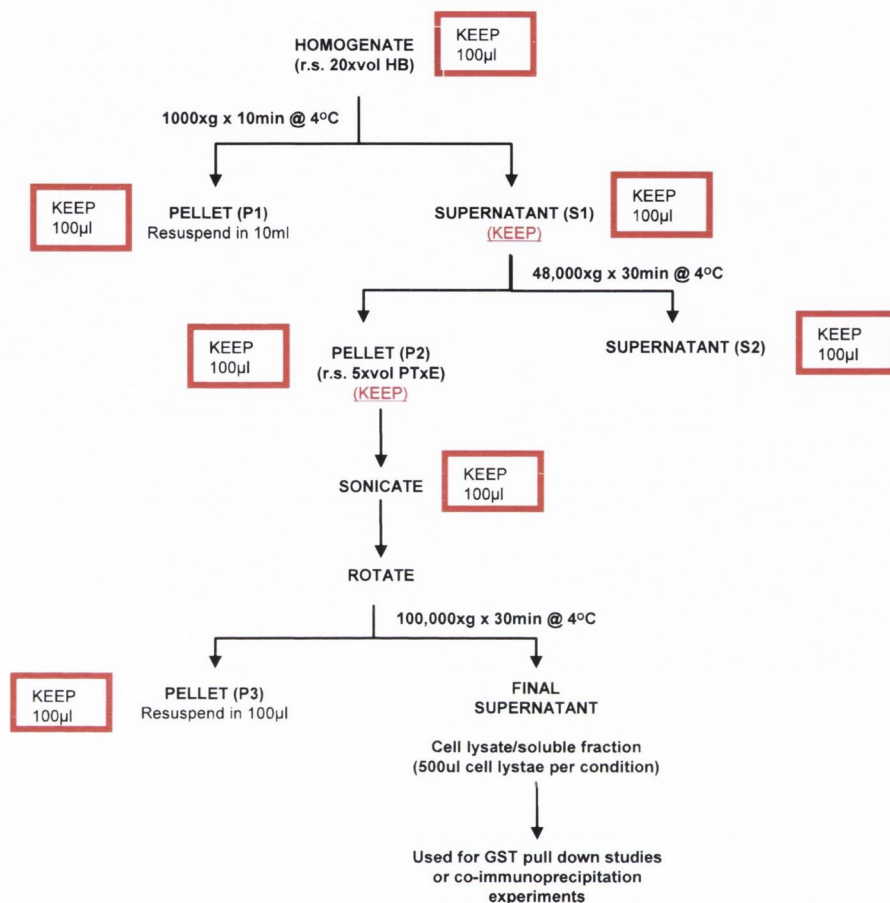 HOMOGENATE
(r.s. 20xvol HB)
KEEP
100µl
1000xg x 10min @ 4ºC
KEEP
100µl
PELLET (P1)
Resuspend in 10ml
SUPERNATANT (S1)
(KEEP)
KEEP
100µl
48,000xg x 30min @ 4ºC
KEEP
100µl
PELLET (P2)
(r.s. 5xvol PTxE)
(KEEP)
SUPERNATANT (S2)
KEEP
100µl
SONICATE
KEEP
100µl
ROTATE
100,000xg x 30min @ 4ºC
KEEP
100µl
PELLET (P3)
Resuspend in 100µl
FINAL
SUPERNATANT
Cell lysate/soluble fraction
(500ul cell lystae per condition)
Used for GST pull down studies
or co-immunoprecipitation
experiments